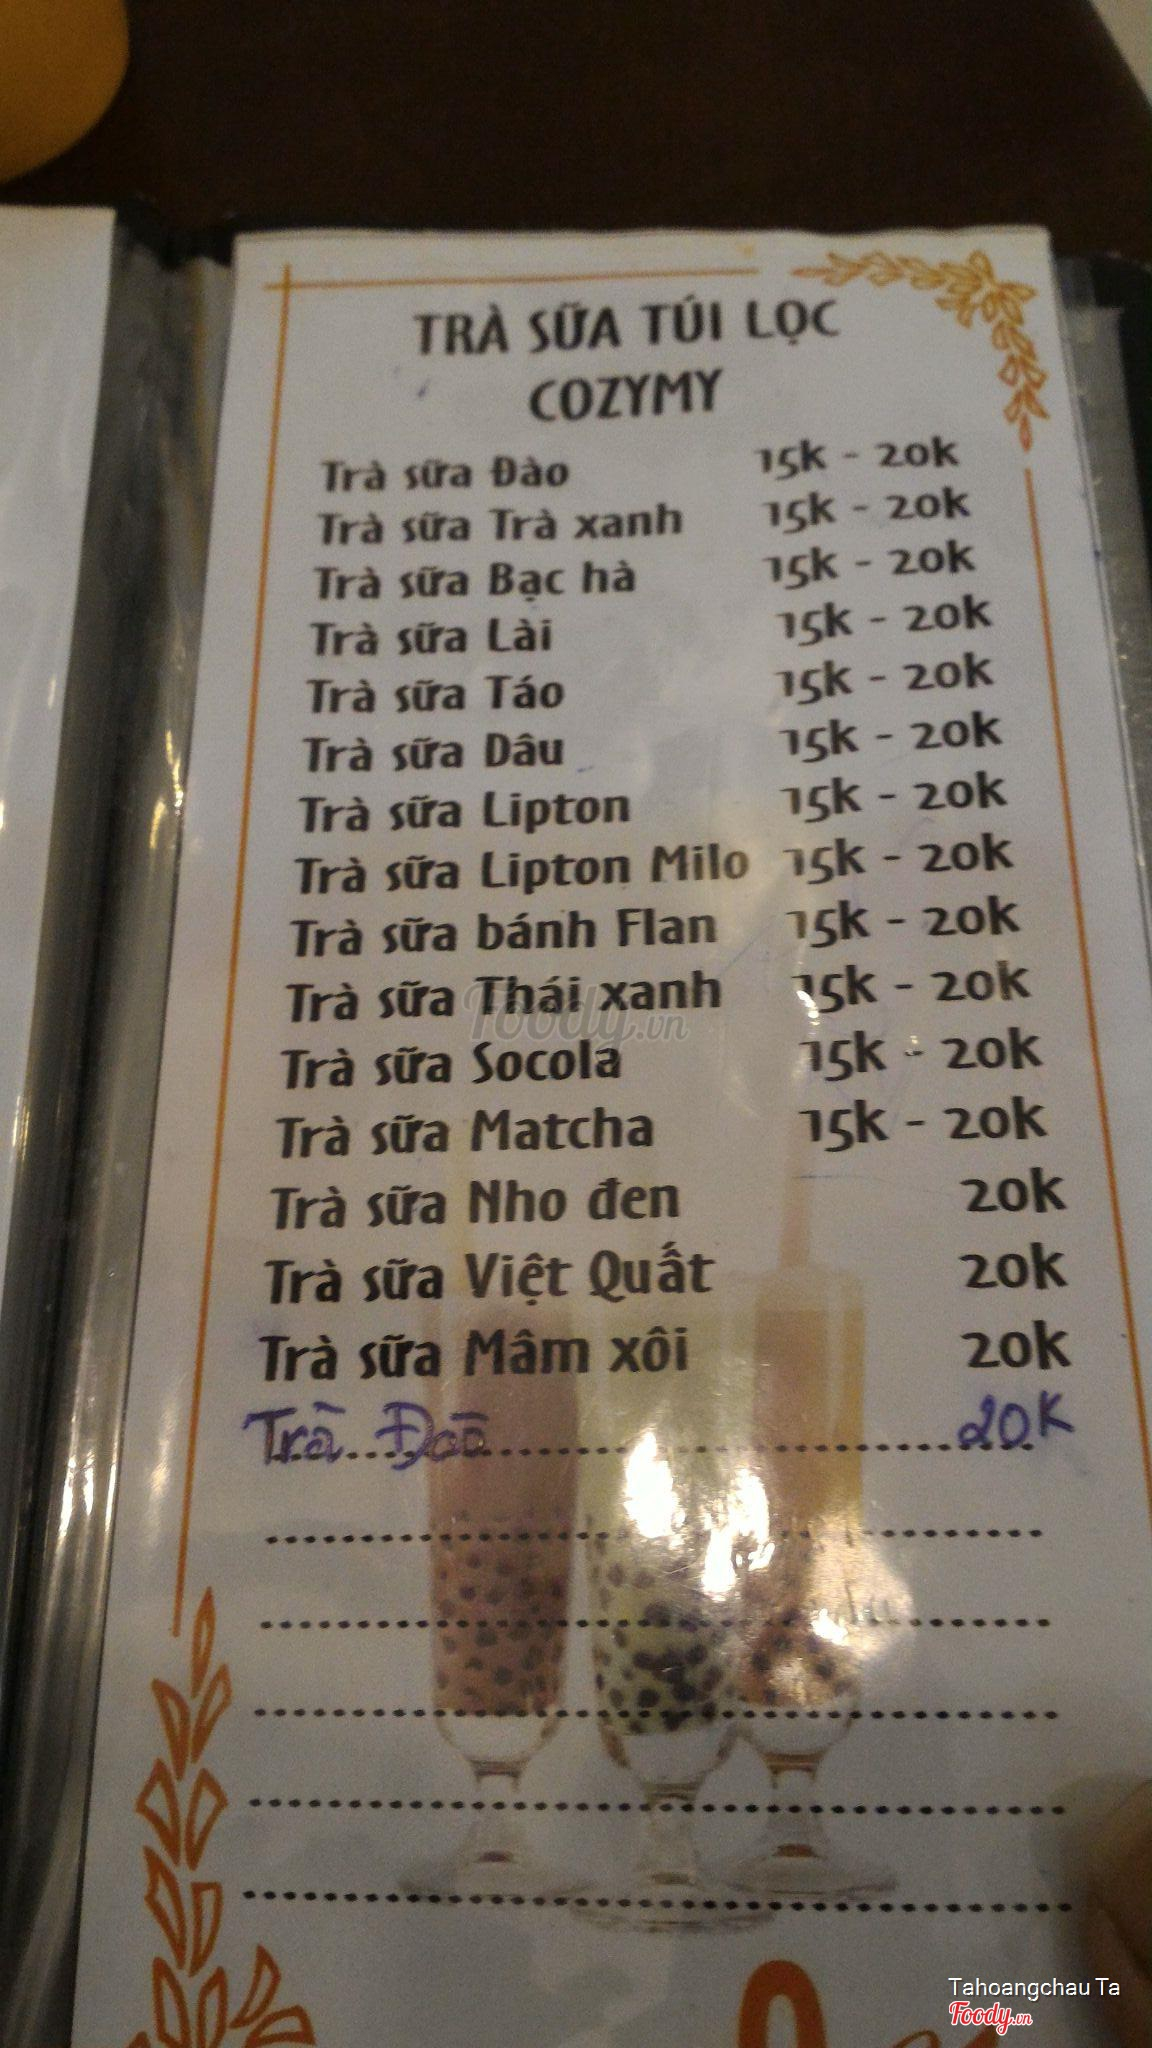 TRÀ SỮA TÚI LỌC
COZYMY
Trà sữa Đào 15k - 20k
Trà sữa Trà xanh 15k - 20k
Trà sữa Bạc hà 15k - 20k
Trà sữa Lài 15k - 20k
Trà sữa Táo 15k - 20k
Trà sữa Dâu 15k - 20k
Trà sữa Lipton 15k - 20k
Trà sữa Lipton Milo 15k - 20k
Trà sữa bánh Flan 15k - 20k
Trà sữa Thái xanh 15k - 20k
Foody.vn
Trà sữa Socola 15k - 20k
Trà sữa Matcha 15k - 20k
Trà sữa Nho đen 20k
Trà sữa Việt Quất 20k
Trà sữa Mâm xôi 20k
Trà Đào 20K
Tahoangchau Ta
Foody.vn